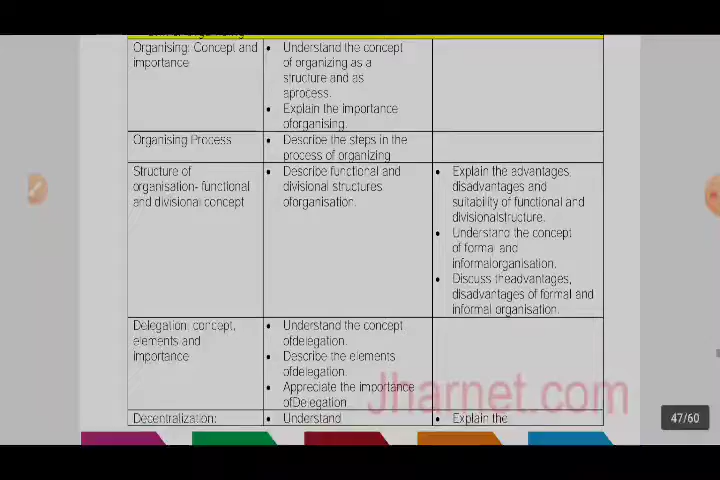 Organising: Concept and
importance
• Understand the concept
of organizing as a
structure and as
aprocess.
• Explain the importance
oforganising.
Organising Process
• Describe the steps in the
process of organizing
Structure of
organisation- functional
and divisional concept
• Describe functional and
divisional structures
oforganisation.
• Explain the advantages,
disadvantages and
suitability of functional and
divisionalstructure.
• Understand the concept
of formal and
informalorganisation.
• Discuss theadvantages,
disadvantages of formal and
informal organisation.
Delegation: concept,
elements and
importance
• Understand the concept
ofdelegation.
• Describe the elements
ofdelegation.
• Appreciate the importance
ofDelegation
Decentralization:
• Understand
• Explain the
Jharnet.com
47/60